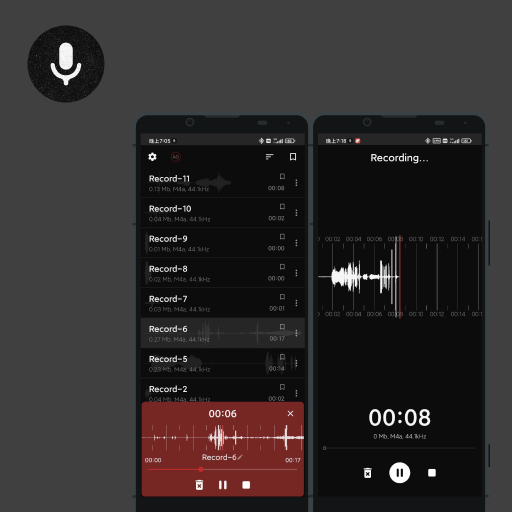 晚上7:05
AD
Record-11
0.13 Mb, M4a, 44.1kHz
00:08
Record-10
0.04 Mb, M4a, 44.1kHz
00:02
Record-9
0.01 Mb, M4a, 44.1kHz
00:00
Record-8
0.02 Mb, M4a, 44.1kHz
00:00
Record-7
0.03 Mb, M4a, 44.1kHz
00:01
Record-6
0.27 Mb, M4a, 44.1kHz
00:17
Record-5
0.23 Mb, M4a, 44.1kHz
00:14
Record-2
0.04 Mb, M4a, 44.1kHz
00:02
00:06
Record-6
00:00
00:17
晚上7:18
Recording...
00:02 00:04 00:06 00:08 00:10 00:12 00:14
00:02 00:04 00:06 00:08 00:10 00:12 00:14
00:08
0 Mb, M4a, 44.1kHz